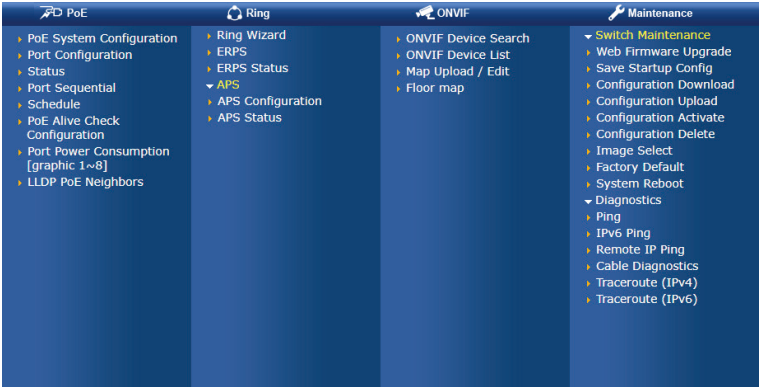 PoE
PoE System Configuration
Port Configuration
Status
Port Sequential
Schedule
PoE Alive Check
Configuration
Port Power Consumption
[graphic 1~8]
LLDP PoE Neighbors
Ring
Ring Wizard
ERPS
ERPS Status
APS
APS Configuration
APS Status
ONVIF
ONVIF Device Search
ONVIF Device List
Map Upload / Edit
Floor map
Maintenance
Switch Maintenance
Web Firmware Upgrade
Save Startup Config
Configuration Download
Configuration Upload
Configuration Activate
Configuration Delete
Image Select
Factory Default
System Reboot
Diagnostics
Ping
IPv6 Ping
Remote IP Ping
Cable Diagnostics
Traceroute (IPv4)
Traceroute (IPv6)